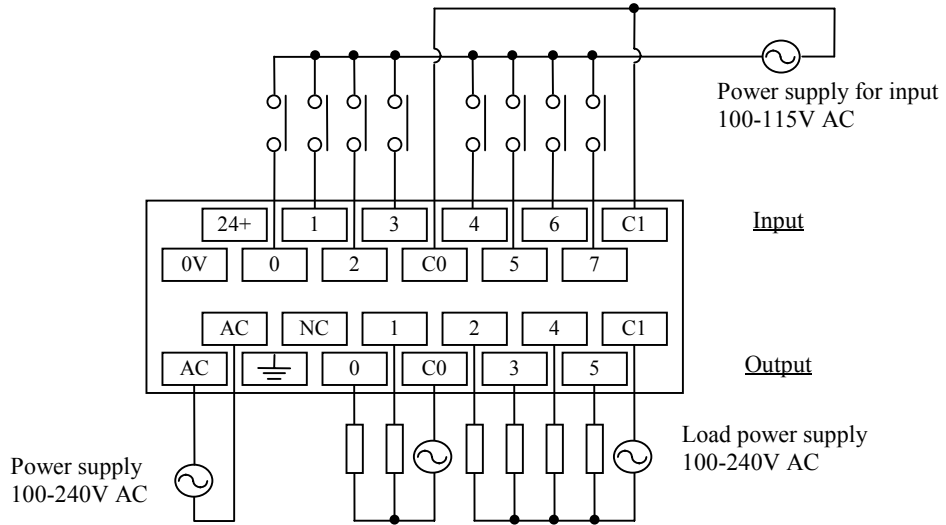 Power supply for input
100-115V AC
24+ 1 3 4 6 C1
Input
0V 0 2 C0 5 7
AC NC 1 2 4 C1
Output
AC 0 C0 3 5
Load power supply
100-240V AC
Power supply
100-240V AC